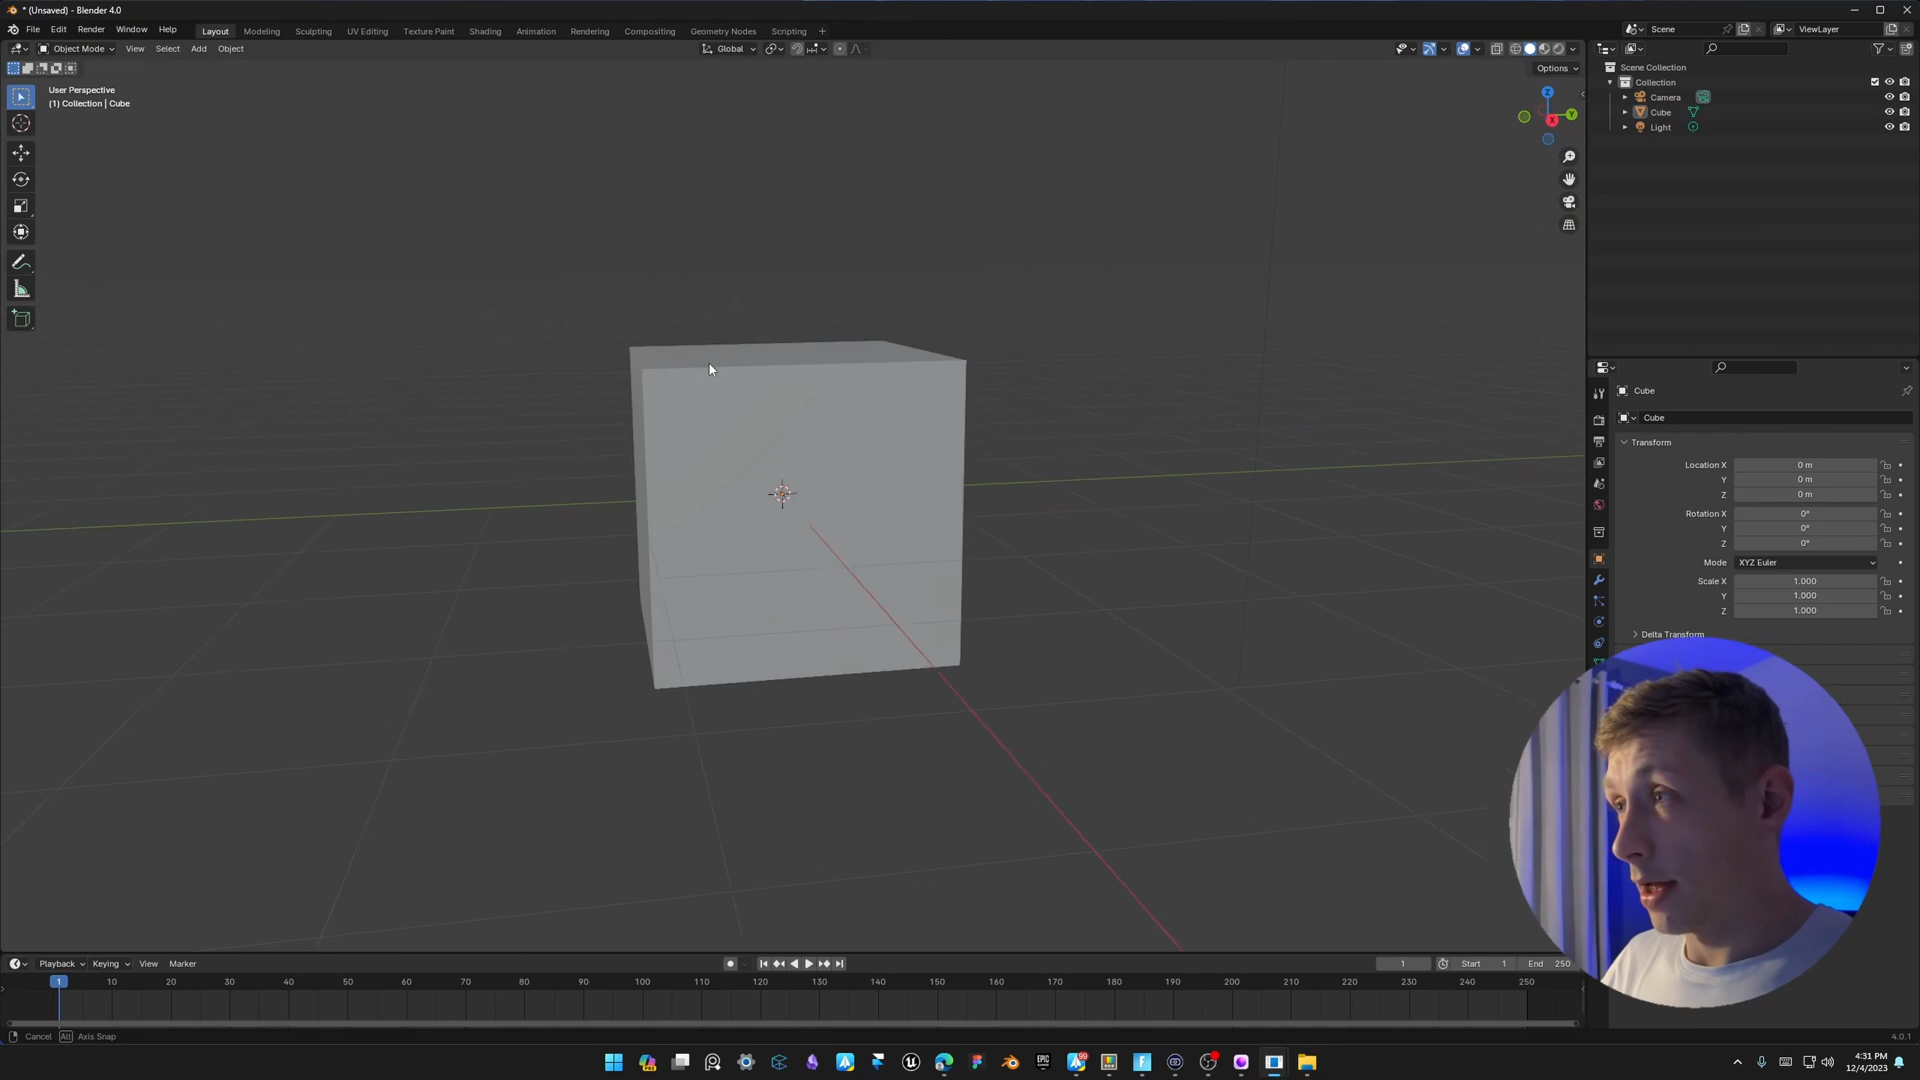 * (Unsaved) - Blender 4.0
File Edit Render Window Help Layout Modeling Sculpting UV Editing Texture Paint Shading Animation Rendering Compositing Geometry Nodes Scripting + Scene ViewLayer
Object Mode View Select Add Object Global
Options
User Perspective
(1) Collection | Cube
Z
Y
X
Scene Collection
Collection
Camera
Cube
Light
Cube
Cube
Transform
Location X 0 m
Y 0 m
Z 0 m
Rotation X 0°
Y 0°
Z 0°
Mode XYZ Euler
Scale X 1.000
Y 1.000
Z 1.000
Delta Transform
Playback Keying View Marker 1 Start 1 End 250
1 10 20 30 40 50 60 70 80 90 100 110 120 130 140 150 160 170 180 190 200 210 220 230 240 250
Cancel Alt Axis Snap 4.0.1
EPIC GAMES 99 4:31 PM
12/4/2023